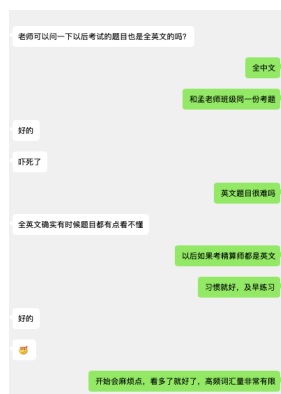 老师可以问一下以后考试的题目也是全英文的吗？
全中文
和孟老师班级同一份考题
好的
吓死了
英文题目很难吗
全英文确实有时候题目都有点看不懂
以后如果考精算师都是英文
习惯就好，及早练习
好的
开始会麻烦点，看多了就好了，高频词汇量非常有限